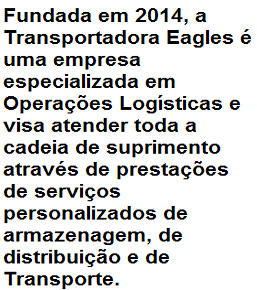 Fundada em 2014, a
Transportadora Eagles é
uma empresa
especializada em
Operações Logísticas e
visa atender toda a
cadeia de suprimento
através de prestações
de serviços
personalizados de
armazenagem, de
distribuição e de
Transporte.